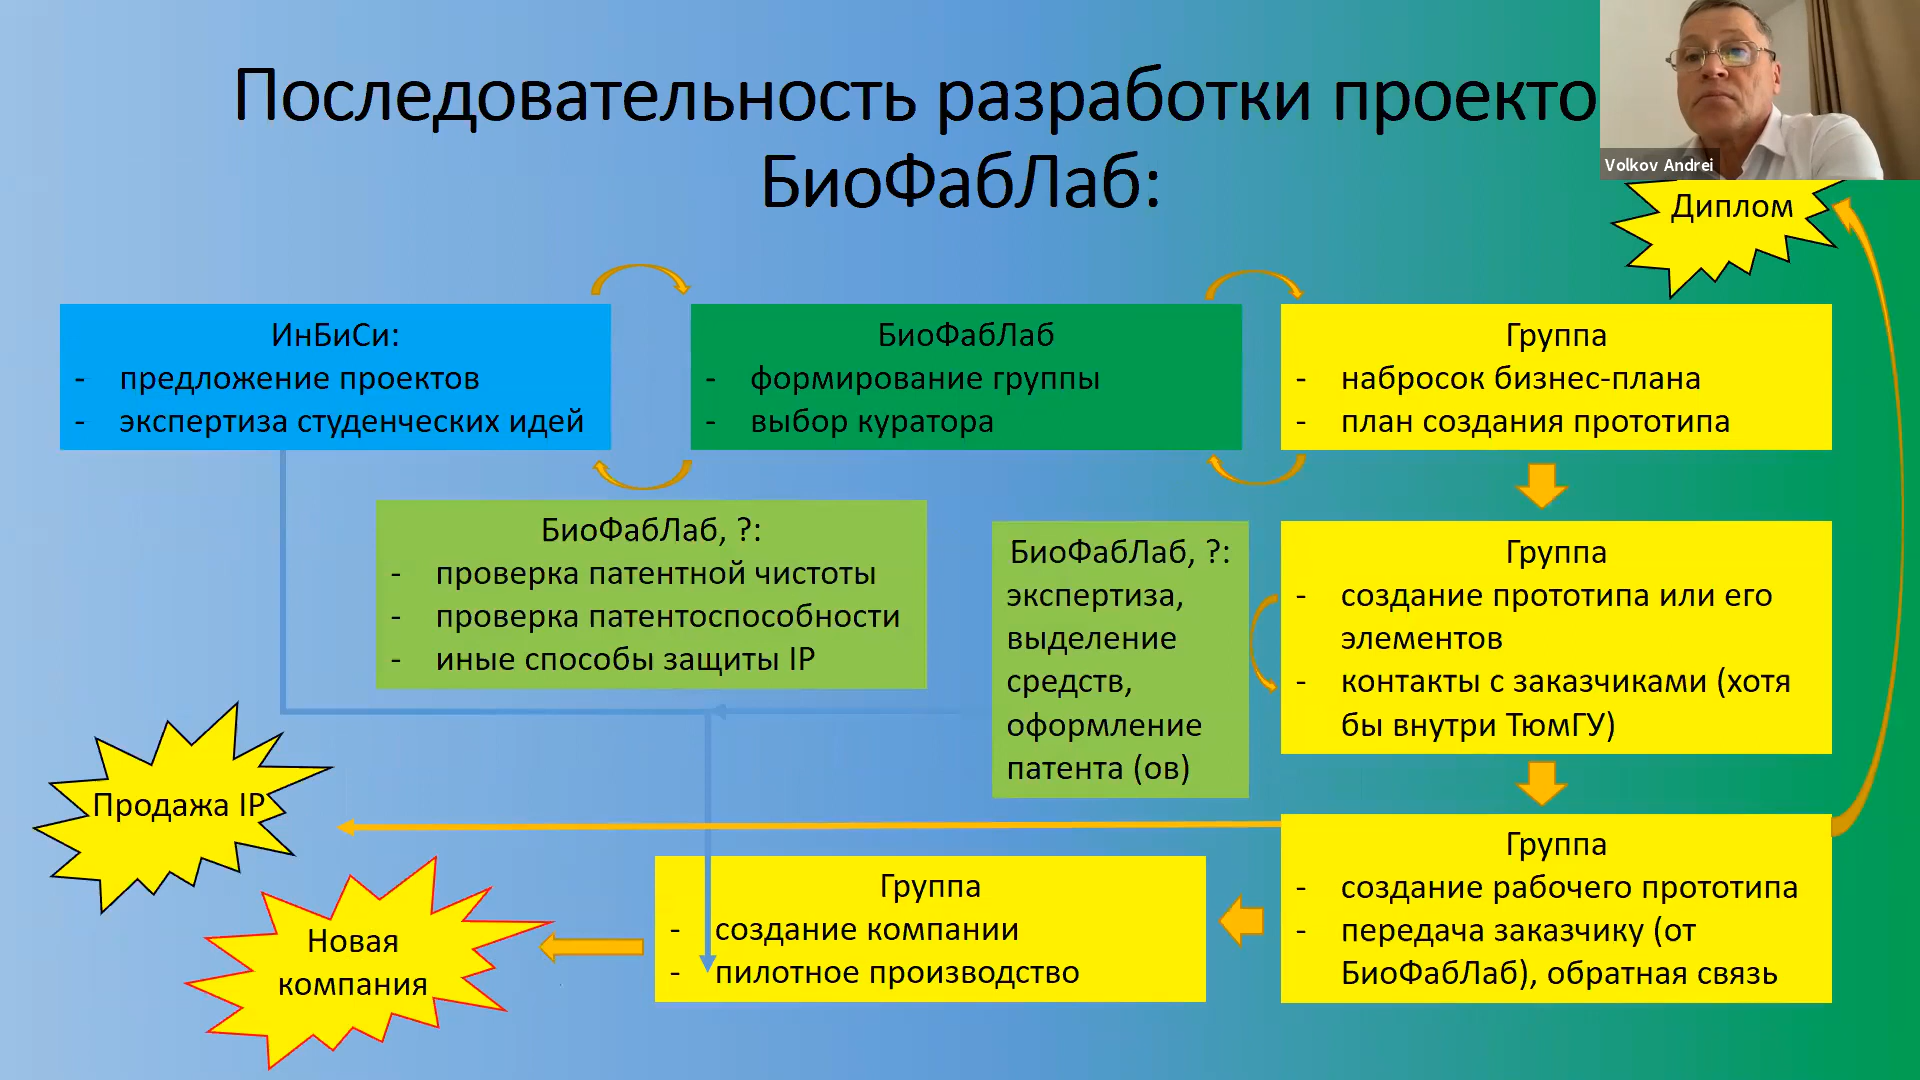 Последовательность разработки проекто
БиоФабЛаб:
Volkov Andrei
Диплом
ИнБиСи:
- предложение проектов
- экспертиза студенческих идей
БиоФабЛаб
- формирование группы
- выбор куратора
Группа
- набросок бизнес-плана
- план создания прототипа
БиоФабЛаб, ?:
- проверка патентной чистоты
- проверка патентоспособности
- иные способы защиты IP
БиоФабЛаб, ?:
экспертиза,
выделение
средств,
оформление
патента (ов)
Группа
- создание прототипа или его
элементов
- контакты с заказчиками (хотя
бы внутри ТюмГУ)
Продажа IP
Группа
- создание рабочего прототипа
- передача заказчику (от
БиоФабЛаб), обратная связь
Группа
- создание компании
- пилотное производство
Новая
компания